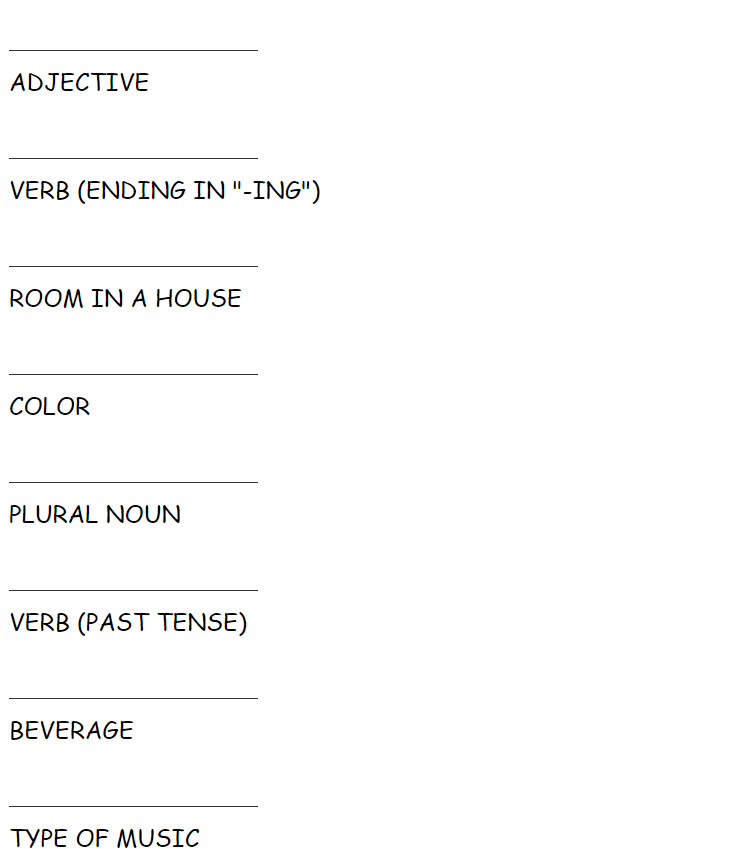 ADJECTIVE
VERB (ENDING IN "-ING")
ROOM IN A HOUSE
COLOR
PLURAL NOUN
VERB (PAST TENSE)
BEVERAGE
TYPE OF MUSIC